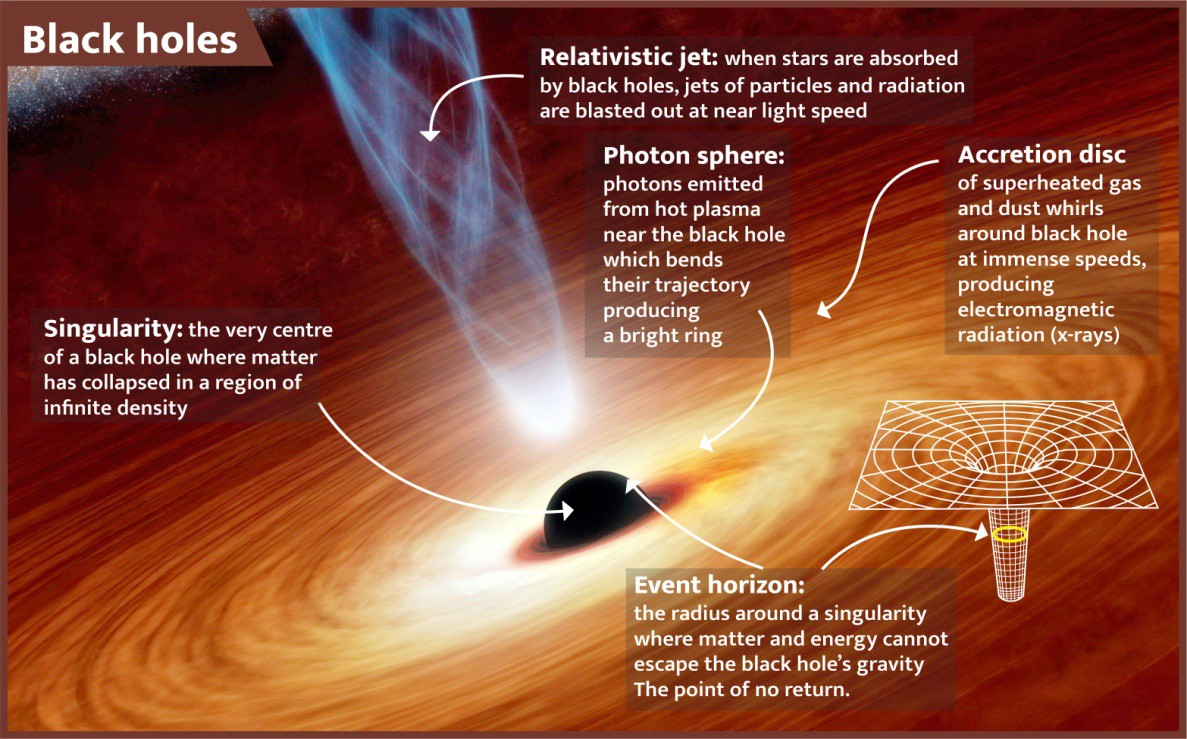 Black holes
Relativistic jet: when stars are absorbed
by black holes, jets of particles and radiation
are blasted out at near light speed
Photon sphere:
photons emitted
from hot plasma
near the black hole
which bends
their trajectory
producing
a bright ring
Accretion disc
of superheated gas
and dust whirls
around black hole
at immense speeds,
producing
electromagnetic
radiation (x-rays)
Singularity: the very centre
of a black hole where matter
has collapsed in a region of
infinite density
Event horizon:
the radius around a singularity
where matter and energy cannot
escape the black hole’s gravity
The point of no return.